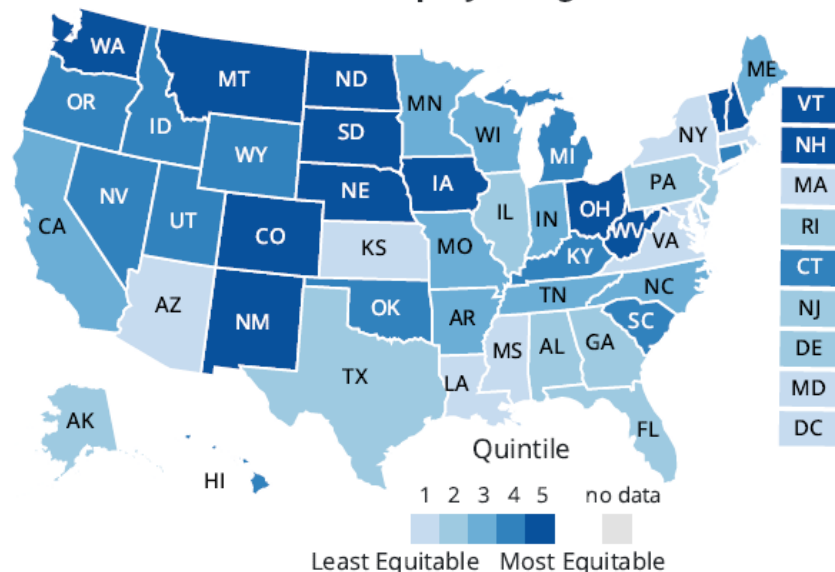 WA
MT
ND
MN
ME
VT
OR
ID
SD
WI
NY
NH
WY
MI
MA
NV
NE
IA
PA
CA
UT
CO
IL
IN
OH
WV
VA
RI
KS
MO
KY
CT
AZ
NM
OK
AR
TN
NC
SC
NJ
TX
LA
MS
AL
GA
DE
AK
FL
MD
HI
DC
Quintile
1 2 3 4 5 no data
Least Equitable Most Equitable